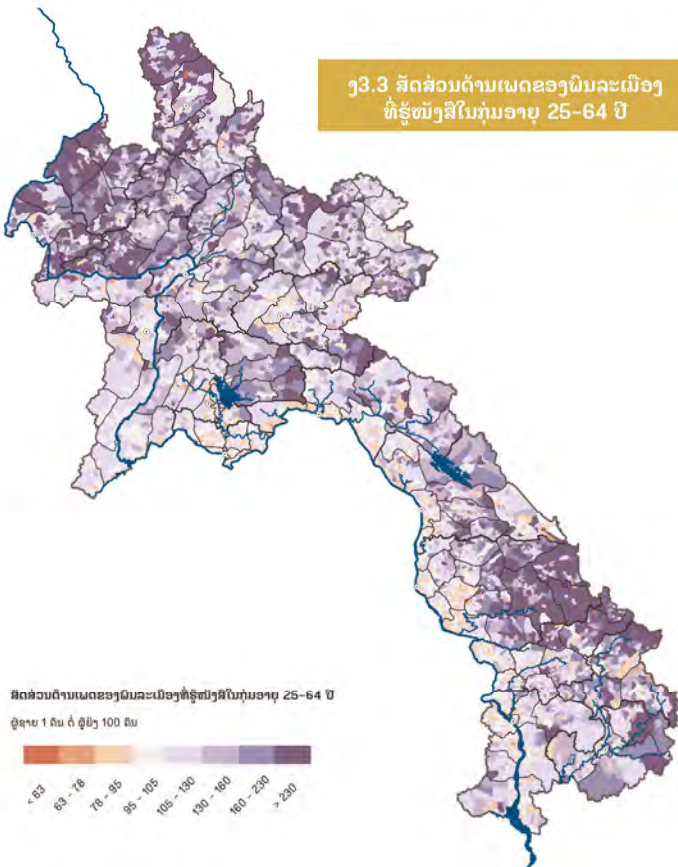 ງ3.3 ສັດສ່ວນດ້ານເພດຂອງພົນລະເມືອງ
ທີ່ຮູ້ໜັງສືໃນກຸ່ມອາຍຸ 25-64 ປີ
ສັດສ່ວນດ້ານເພດຂອງພົນລະເມືອງທີ່ຮູ້ໜັງສືໃນກຸ່ມອາຍຸ 25-64 ປີ
ຜູ້ຊາຍ 1 ຄົນ ຕໍ່ ຜູ້ຍິງ 100 ຄົນ
< 63
63 - 78
78 - 95
95 - 105
105 - 130
130 - 160
160 - 230
> 230